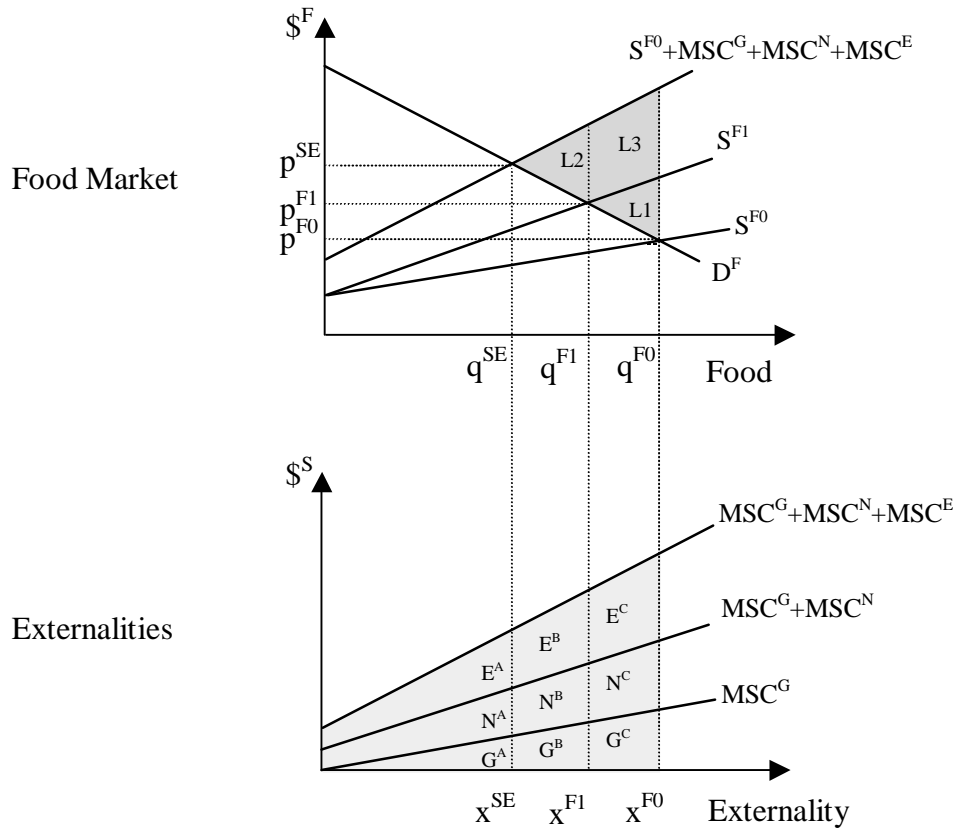 $^F
S^F0+MSC^G+MSC^N+MSC^E
Food Market
p^SE
p^F1
p^F0
L2
L3
L1
S^F1
S^F0
D^F
q^SE q^F1 q^F0 Food
$^S
MSC^G+MSC^N+MSC^E
Externalities
MSC^G+MSC^N
MSC^G
E^A E^B E^C
N^A N^B N^C
G^A G^B G^C
x^SE x^F1 x^F0 Externality